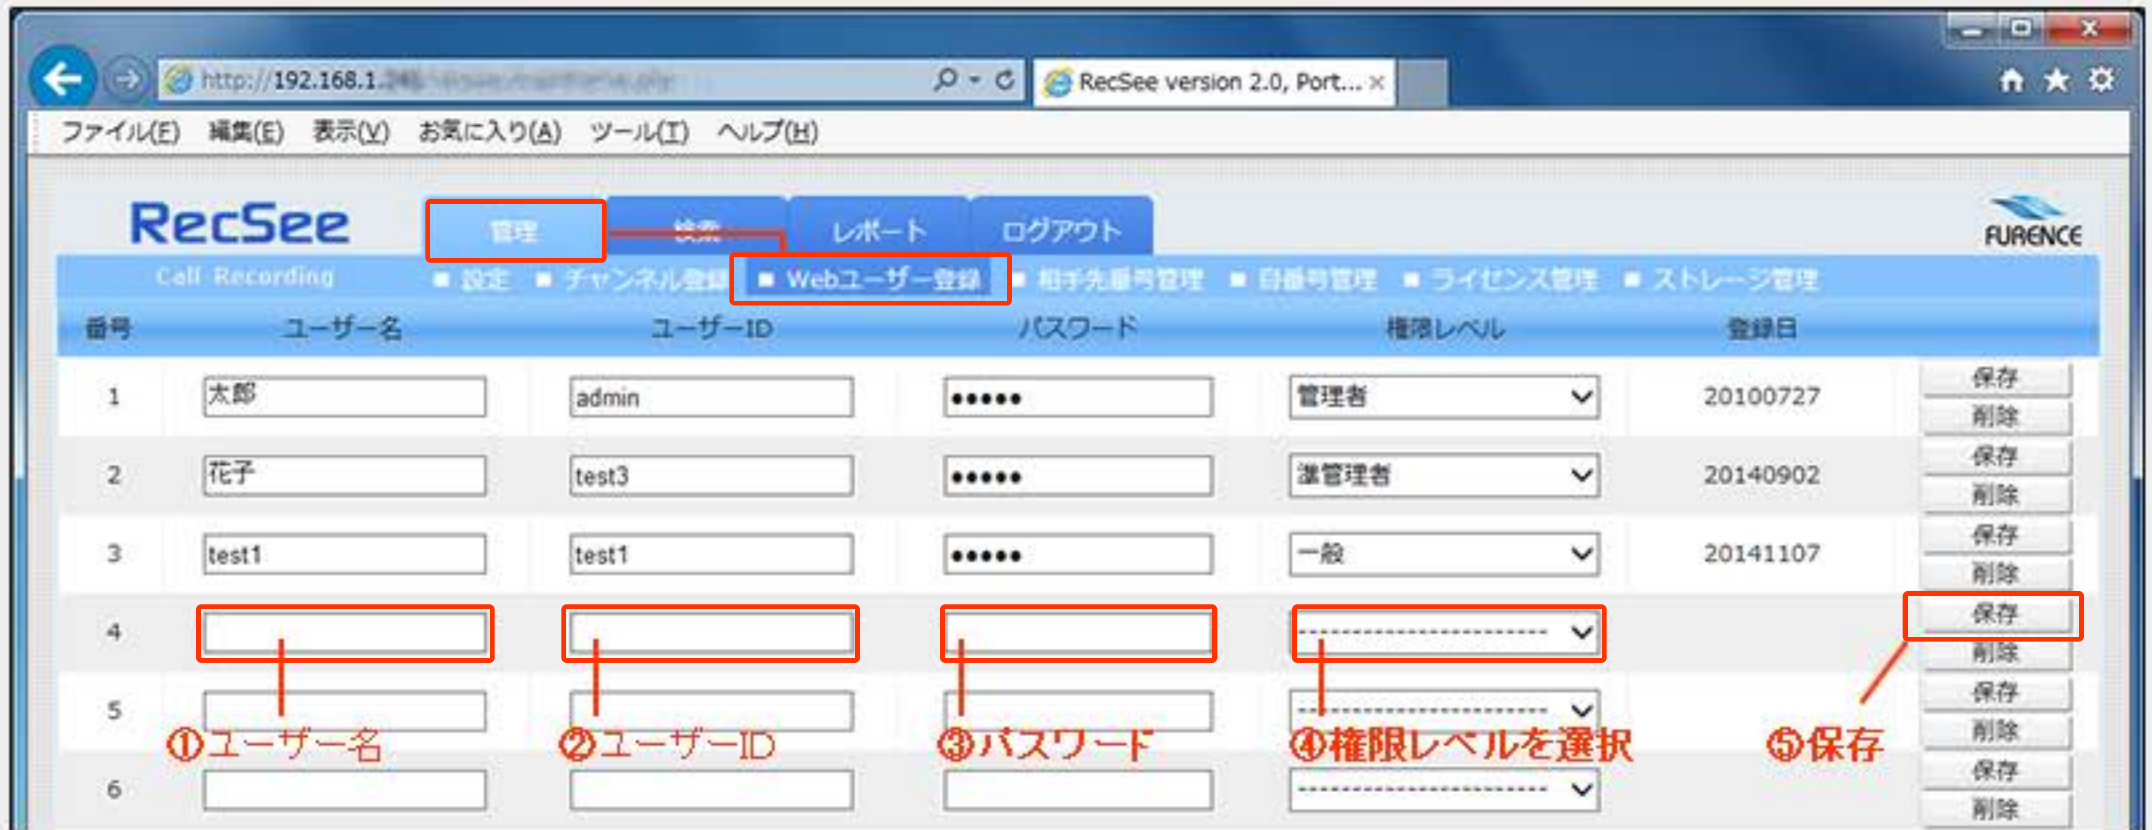 http://192.168.1.
RecSee version 2.0, Port...
ファイル(F) 編集(E) 表示(V) お気に入り(A) ツール(T) ヘルプ(H)
RecSee 管理 検索 レポート ログアウト
FURENCE
Call Recording 設定 チャンネル登録 Webユーザー登録 相手先番号管理 自番号管理 ライセンス管理 ストレージ管理
番号 ユーザー名 ユーザーID パスワード 権限レベル 登録日
1 太郎 admin ●●●●● 管理者 20100727 保存
削除
2 花子 test3 ●●●●● 準管理者 20140902 保存
削除
3 test1 test1 ●●●●● 一般 20141107 保存
削除
4 ----------------------- 保存
削除
5 ----------------------- 保存
削除
①ユーザー名 ②ユーザーID ③パスワード ④権限レベルを選択 ⑤保存
6 ----------------------- 保存
削除